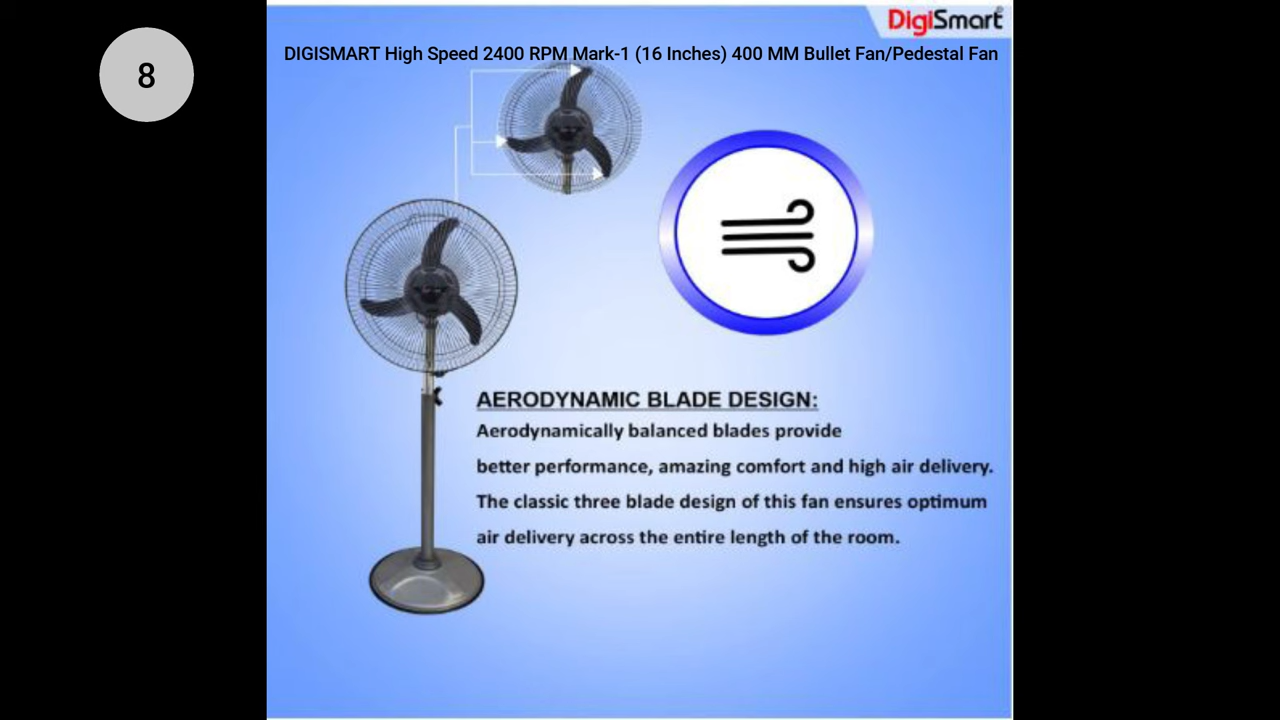 DigiSmart
8
DIGISMART High Speed 2400 RPM Mark-1 (16 Inches) 400 MM Bullet Fan/Pedestal Fan
AERODYNAMIC BLADE DESIGN:
Aerodynamically balanced blades provide
better performance, amazing comfort and high air delivery.
The classic three blade design of this fan ensures optimum
air delivery across the entire length of the room.